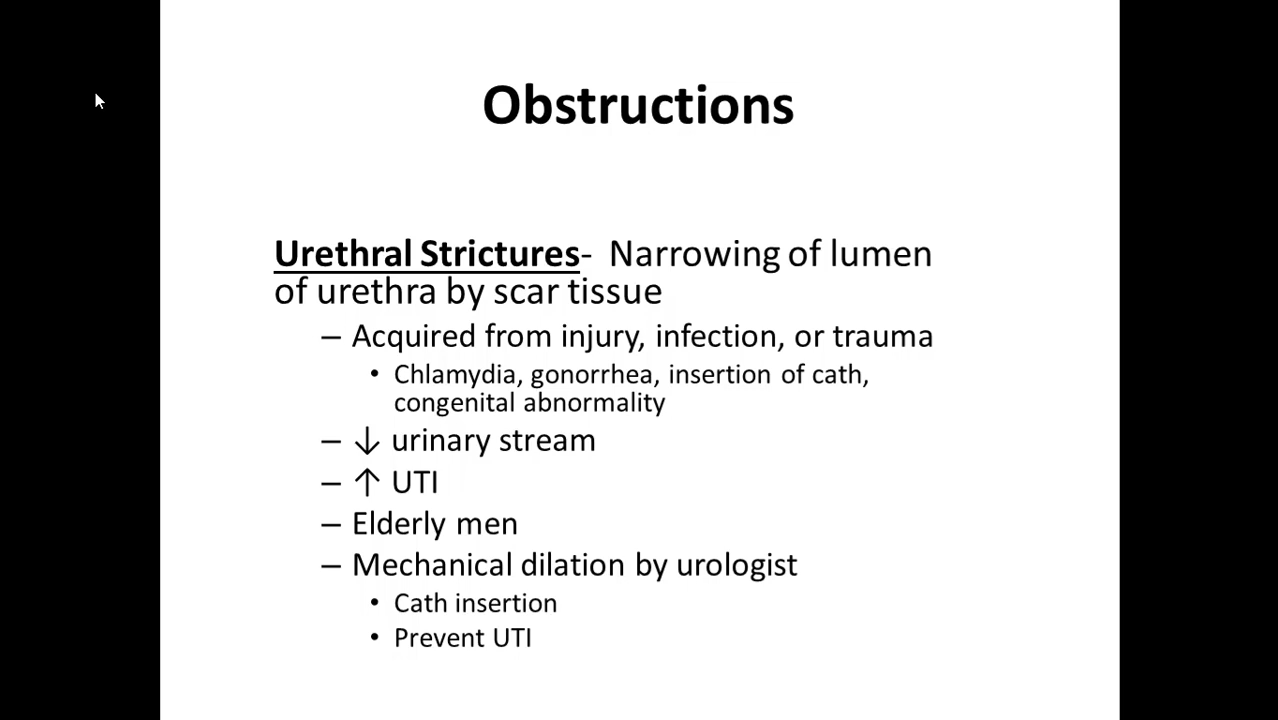 Obstructions
Urethral Strictures-  Narrowing of lumen
of urethra by scar tissue
– Acquired from injury, infection, or trauma
• Chlamydia, gonorrhea, insertion of cath,
congenital abnormality
– ↓ urinary stream
– ↑ UTI
– Elderly men
– Mechanical dilation by urologist
• Cath insertion
• Prevent UTI